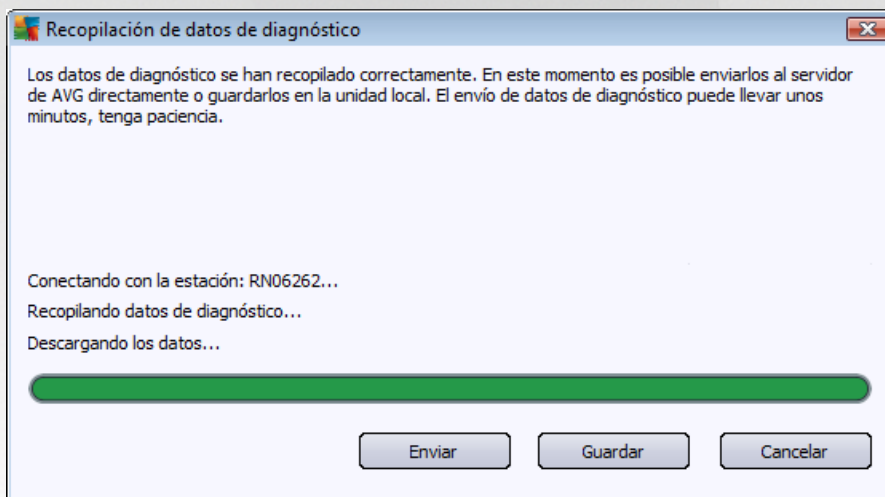 Recopilación de datos de diagnóstico
Los datos de diagnóstico se han recopilado correctamente. En este momento es posible enviarlos al servidor
de AVG directamente o guardarlos en la unidad local. El envío de datos de diagnóstico puede llevar unos
minutos, tenga paciencia.
Conectando con la estación: RN06262...
Recopilando datos de diagnóstico...
Descargando los datos...
Enviar Guardar Cancelar